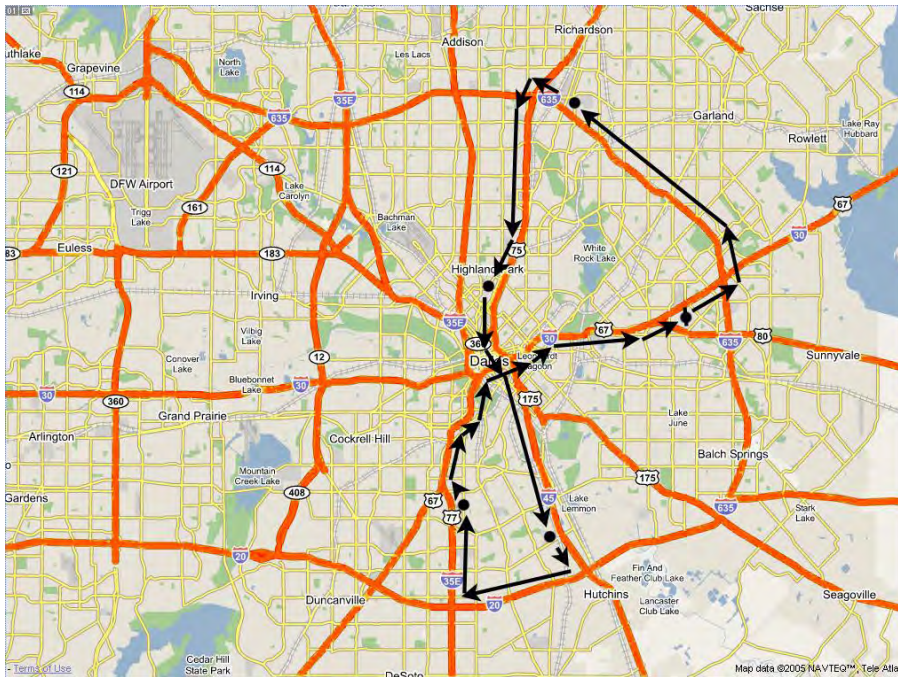 01
Sachse
Richardson
Addison
uthlake
Grapevine
North
Lake
Les Lacs
114
35E
635
635
Garland
Lake Ray
Hubbard
Rowlett
121
DFW Airport
114
Lake
Carolyn
Trigg
Lake
161
Bachman
Lake
67
30
Euless
83
183
183
12
75
White
Rock Lake
Highland Park
Irving
35E
30
67
80
635
Sunnyvale
Vilbig
Lake
Conover
Lake
Bluebonnet
Lake
30
30
360
Grand Prairie
Arlington
Cockrell Hill
175
Lake
June
Balch Springs
Mountain
Creek Lake
o
Gardens
408
67
77
45
Lake
Lemmon
175
635
Stark
Lake
20
20
35E
20
Duncanville
Hutchins
Fin And
Feather Club Lake
Lancaster
Club Lake
Seagoville
Cedar Hill
State Park
DeSoto
- Terms of Use
Map data ©2005 NAVTEQ™, Tele Atla